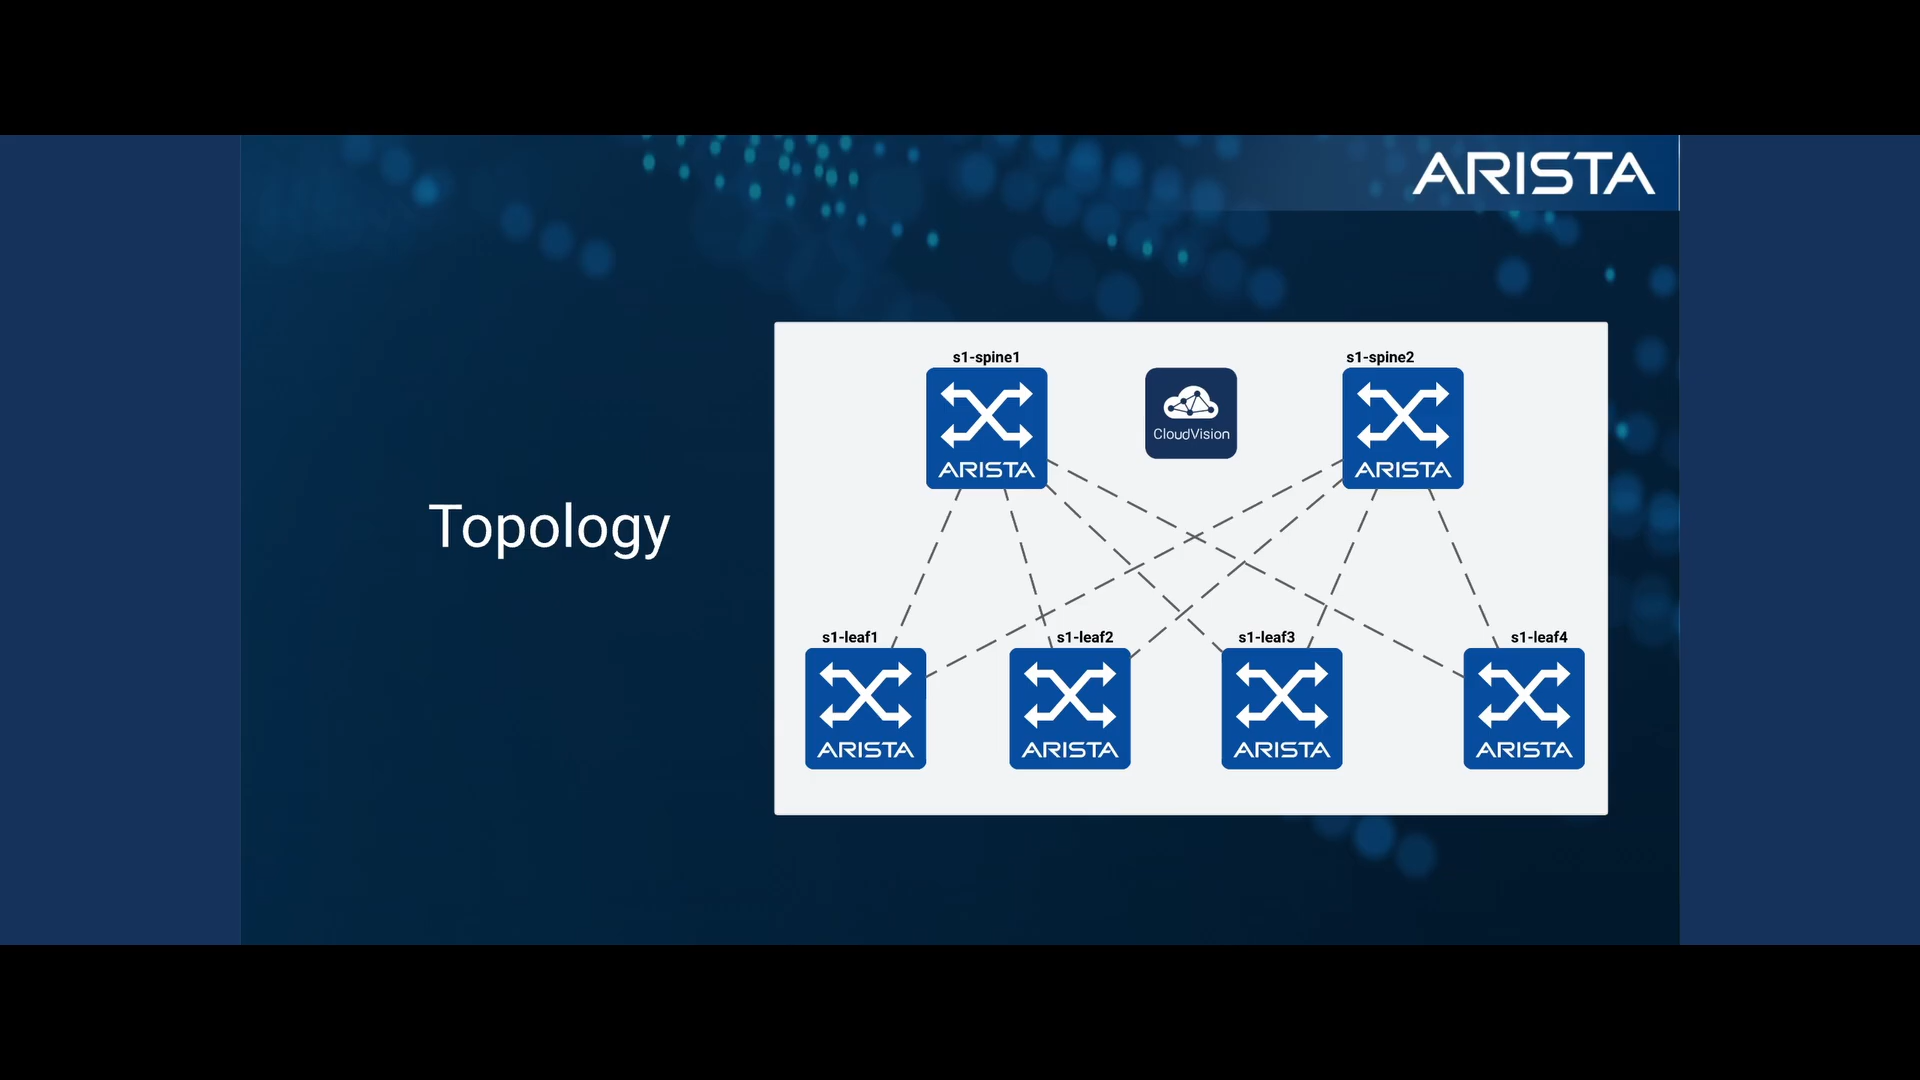 ARISTA
s1-spine1
s1-spine2
ARISTA
CloudVision
ARISTA
Topology
s1-leaf1
s1-leaf2
s1-leaf3
s1-leaf4
ARISTA
ARISTA
ARISTA
ARISTA